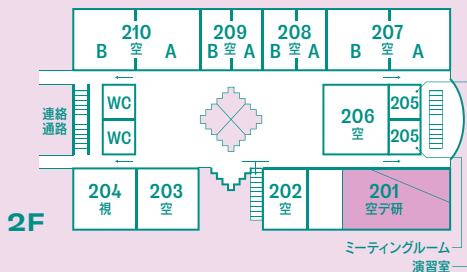 210
空
B A
209
空
B A
208
空
B A
207
空
B A
連絡
通路
WC
WC
206
空
205
205
204
視
203
空
202
空
201
空デ研
2F
ミーティングルーム
演習室